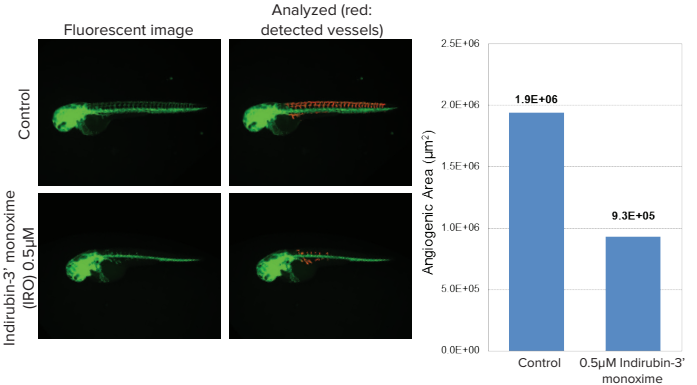 Fluorescent image
Analyzed (red:
detected vessels)
Control
Indirubin-3' monoxime
(IRO) 0.5µM
Angiogenic Area (µm²)
2.5E+06
2.0E+06
1.5E+06
1.0E+06
5.0E+05
0.0E+00
1.9E+06
9.3E+05
Control
0.5µM Indirubin-3'
monoxime